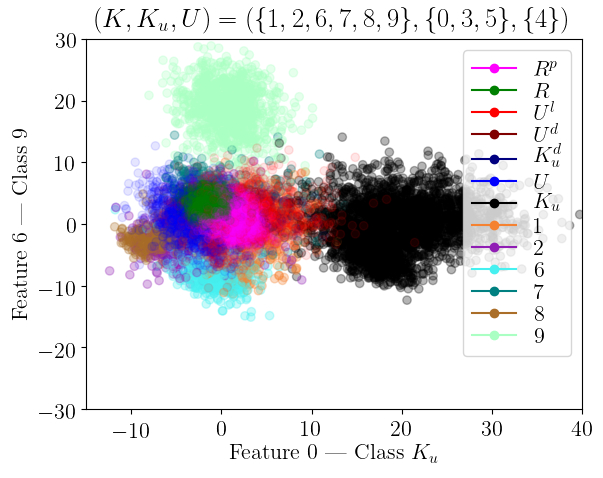 (K, K_u, U) = ({1, 2, 6, 7, 8, 9}, {0, 3, 5}, {4})
30
20
10
0
−10
−20
−30
Feature 6 — Class 9
R^p
R
U^l
U^d
K_u^d
U
K_u
1
2
6
7
8
9
−10 0 10 20 30 40
Feature 0 — Class K_u